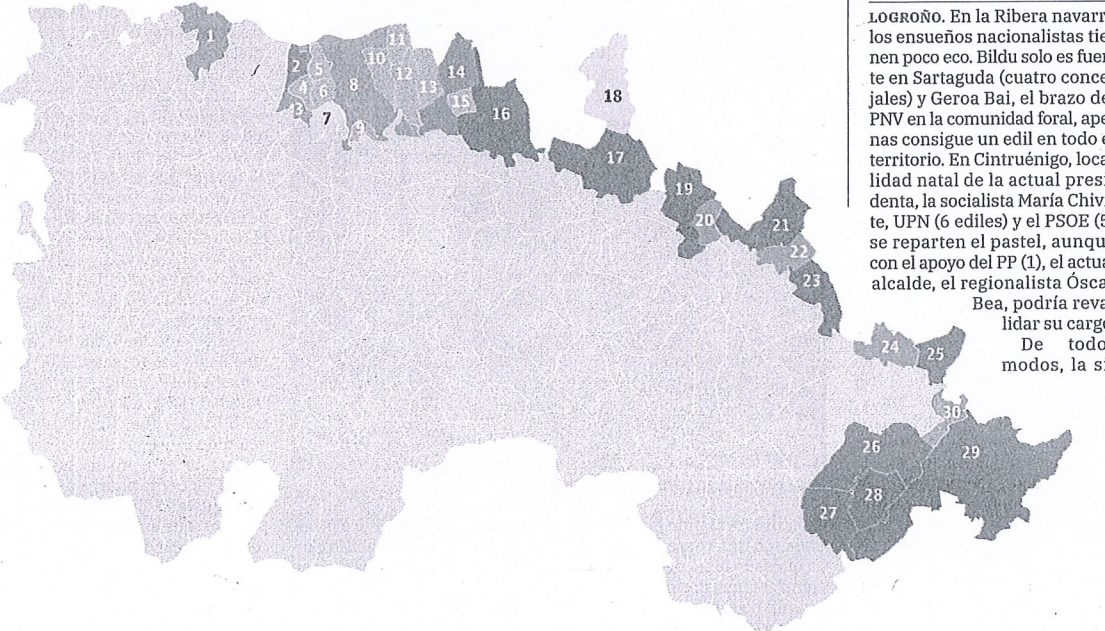 LOGROÑO. En la Ribera navarr
los ensueños nacionalistas tie
nen poco eco. Bildu solo es fuer
te en Sartaguda (cuatro conce
jales) y Geroa Bai, el brazo de
PNV en la comunidad foral, ape
nas consigue un edil en todo e
territorio. En Cintruénigo, loca
lidad natal de la actual presi
denta, la socialista María Chiv
te, UPN (6 ediles) y el PSOE (5
se reparten el pastel, aunqu
con el apoyo del PP (1), el actua
alcalde, el regionalista Ósca
Bea, podría reva
lidar su cargo
De todo
modos, la si
1
2
3
4
5
6
7
8
9
10
11
12
13
14
15
16
17
18
19
20
21
22
23
24
25
26
27
28
29
30